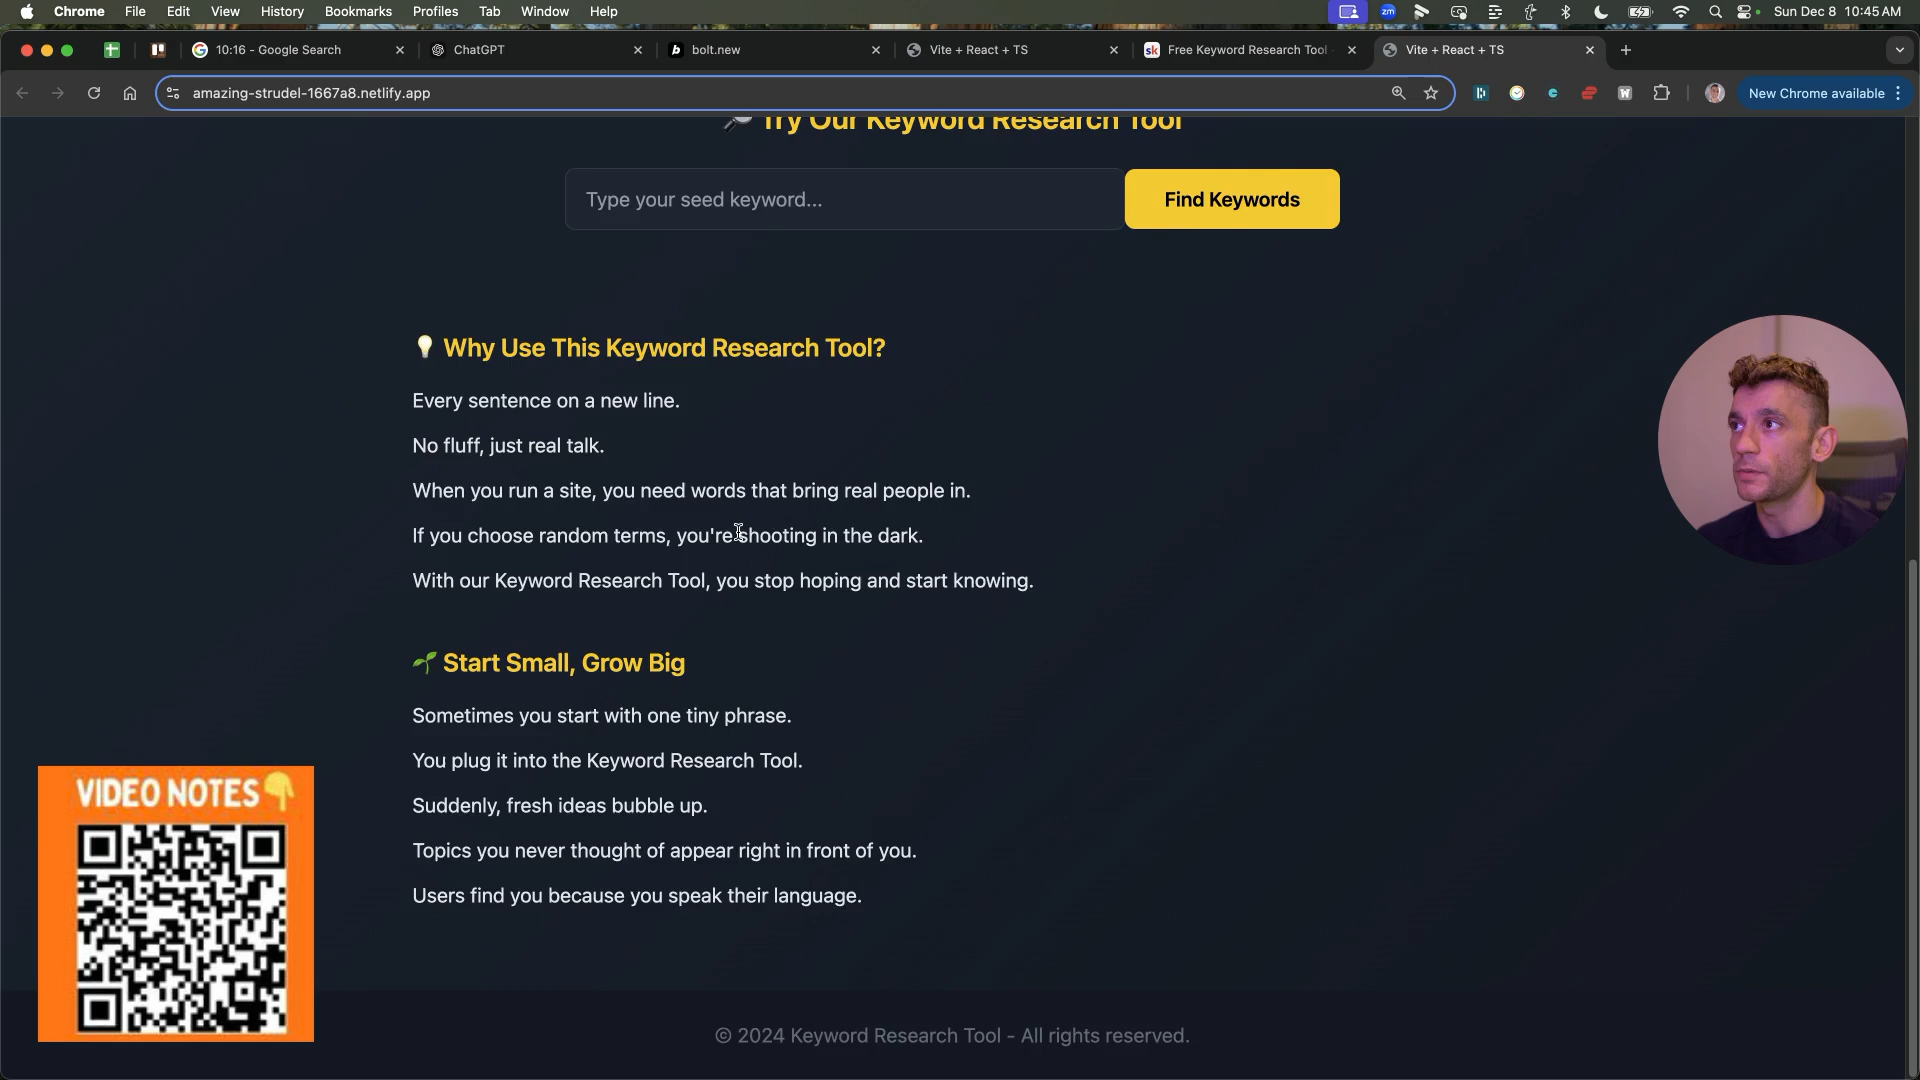 Chrome File Edit View History Bookmarks Profiles Tab Window Help
zm
Sun Dec 8 10:45 AM
10:16 - Google Search
ChatGPT
b bolt.new
Vite + React + TS
sk Free Keyword Research Tool
Vite + React + TS
amazing-strudel-1667a8.netlify.app
W
New Chrome available
Try Our Keyword Research Tool
Type your seed keyword...
Find Keywords
Why Use This Keyword Research Tool?
Every sentence on a new line.
No fluff, just real talk.
When you run a site, you need words that bring real people in.
If you choose random terms, you're shooting in the dark.
With our Keyword Research Tool, you stop hoping and start knowing.
Start Small, Grow Big
Sometimes you start with one tiny phrase.
You plug it into the Keyword Research Tool.
Suddenly, fresh ideas bubble up.
Topics you never thought of appear right in front of you.
Users find you because you speak their language.
VIDEO NOTES
© 2024 Keyword Research Tool - All rights reserved.